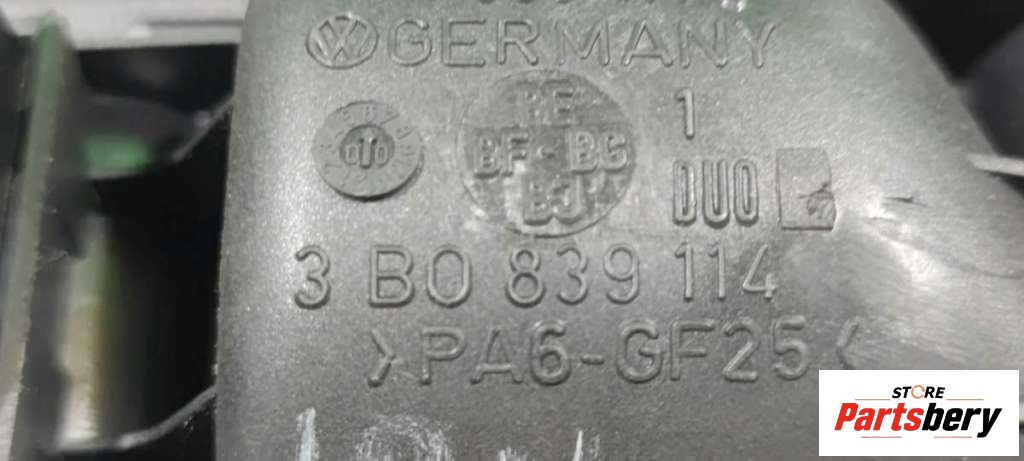 GERMANY
BE
BF-BG
BJ
1
DUO
3 B0 839 114
>PA6-GF25<
STORE
Partsbery